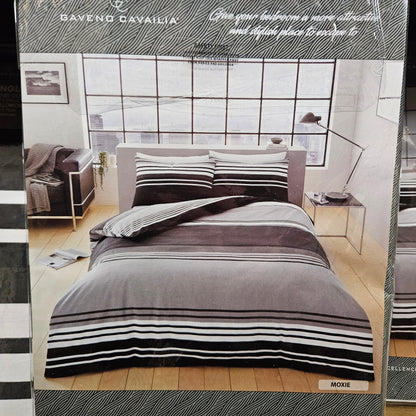 GAVENO CAVAILIA
Give your bedroom a more attractive
and stylish place to escape to
MOXIE